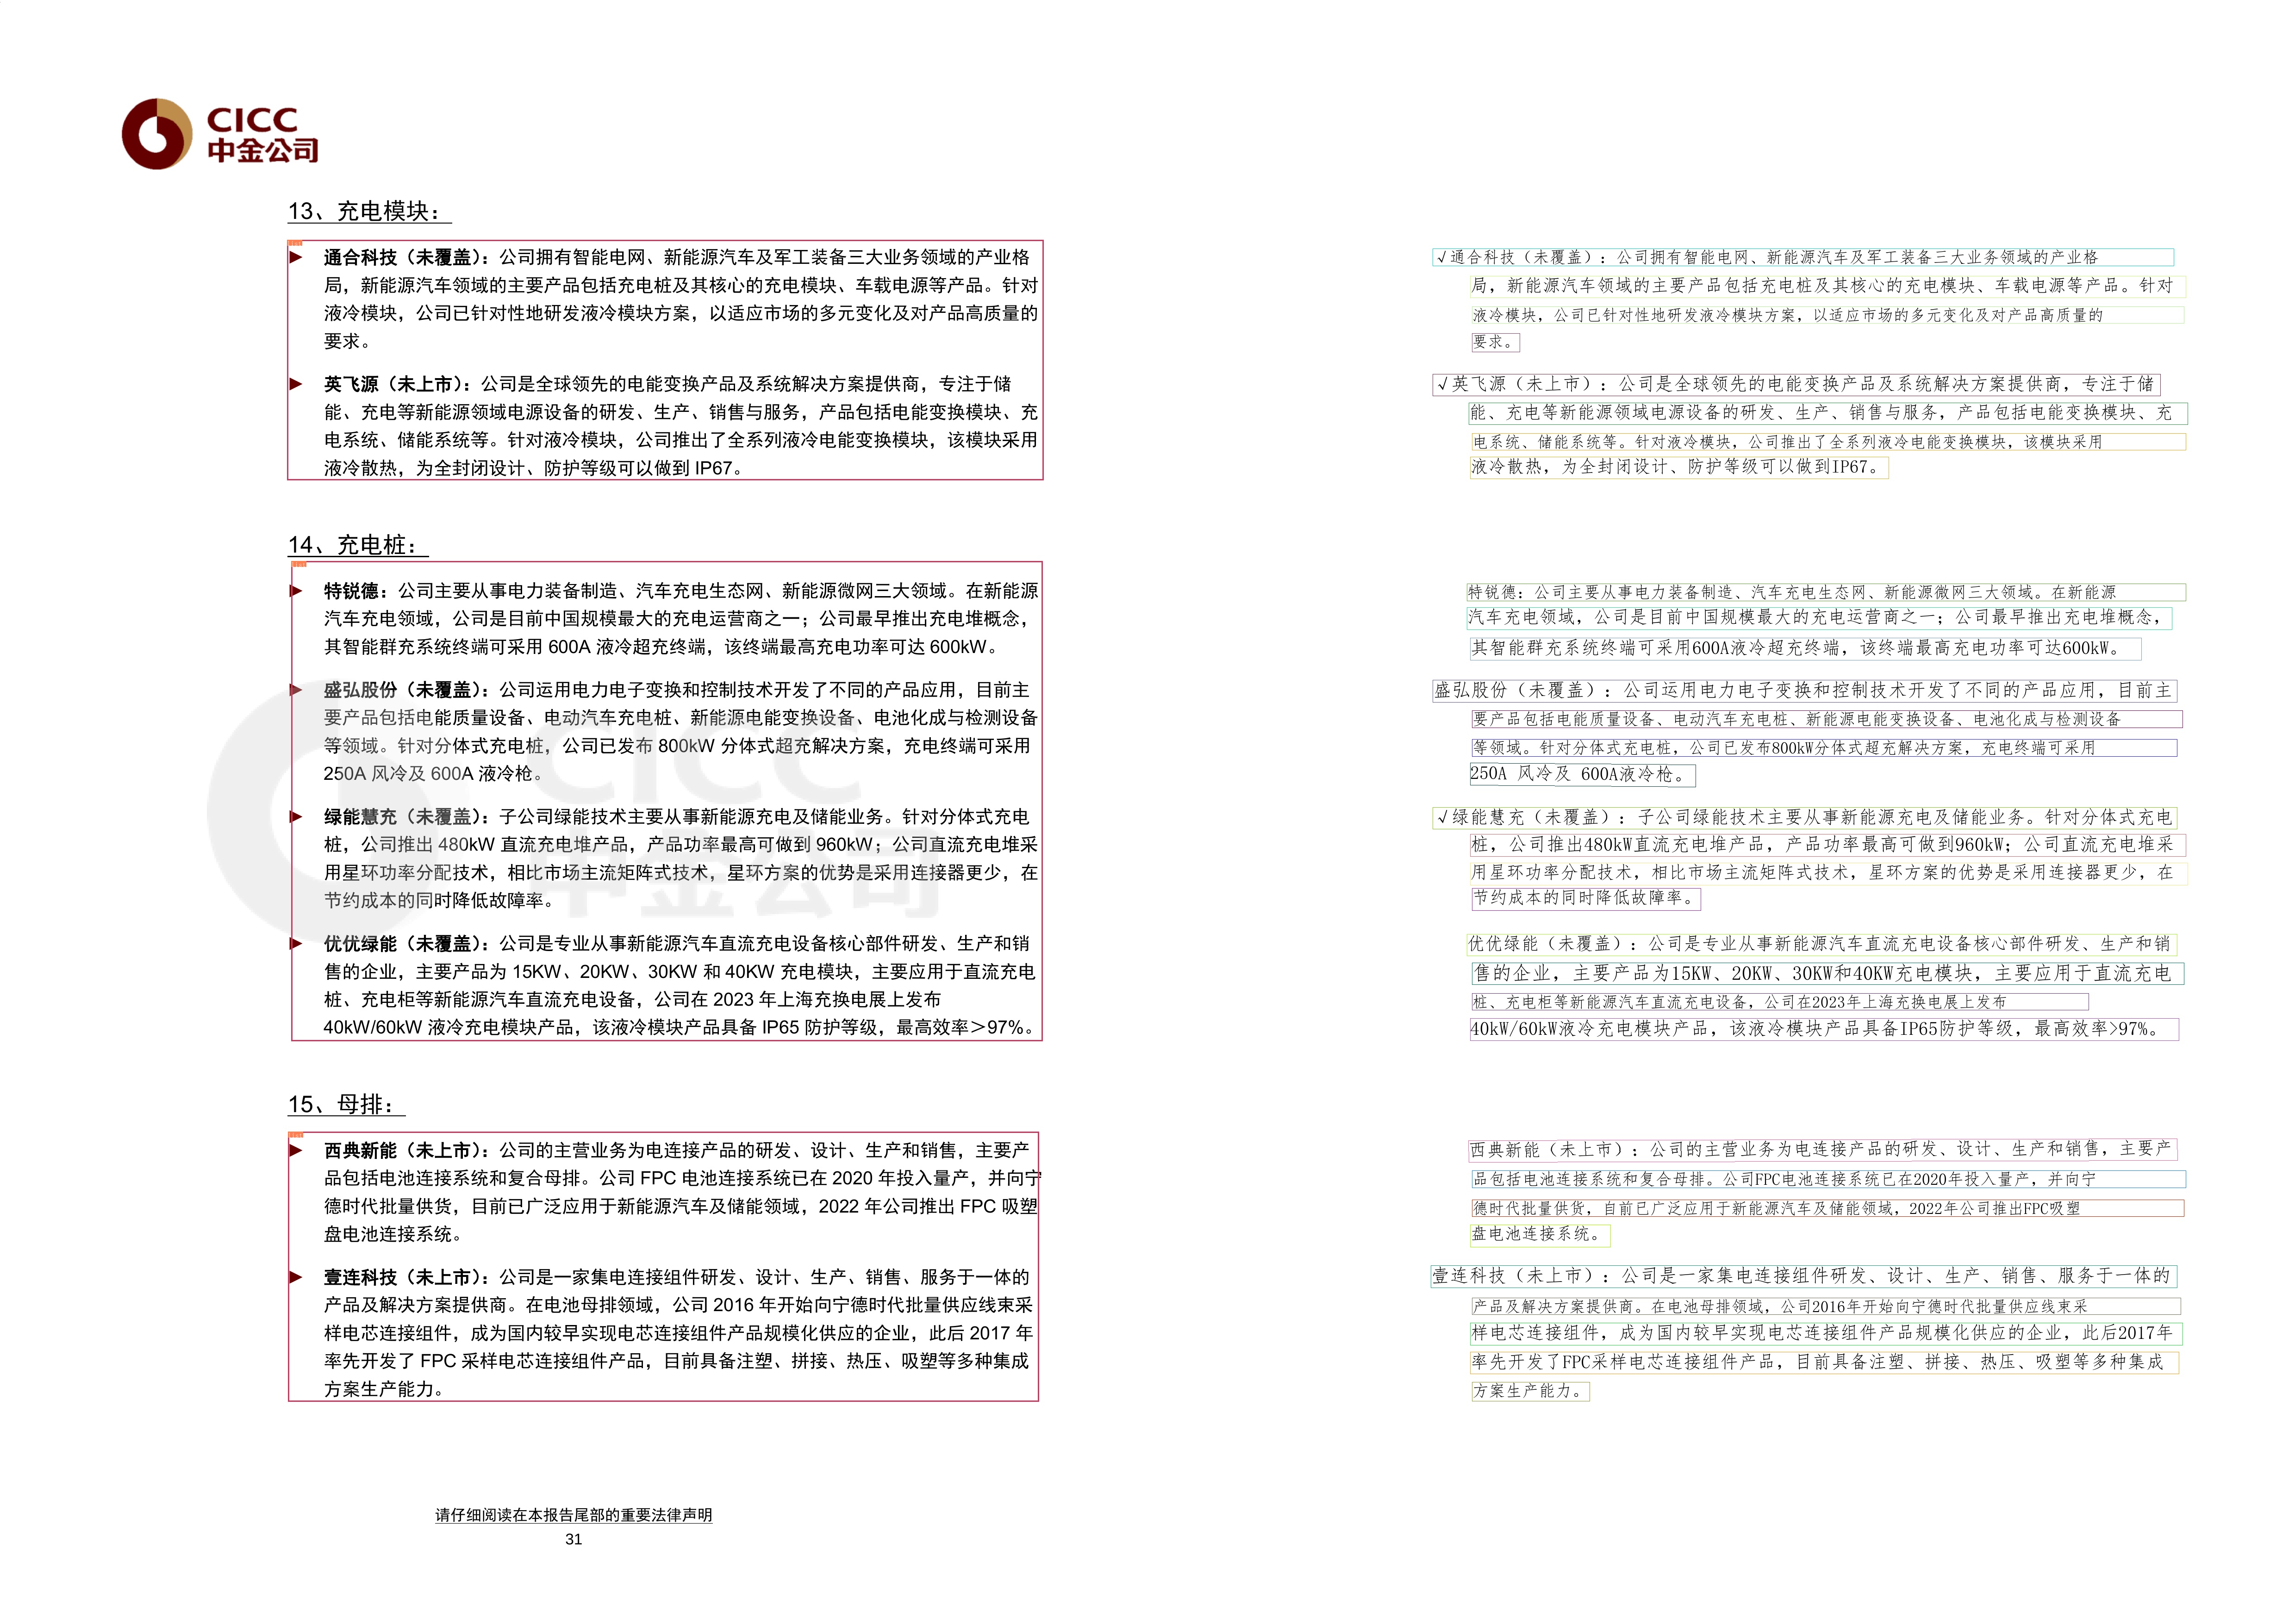 CICC
中金公司
13、充电模块：
通合科技（未覆盖）：公司拥有智能电网、新能源汽车及军工装备三大业务领域的产业格
局，新能源汽车领域的主要产品包括充电桩及其核心的充电模块、车载电源等产品。针对
液冷模块，公司已针对性地研发液冷模块方案，以适应市场的多元变化及对产品高质量的
要求。
英飞源（未上市）：公司是全球领先的电能变换产品及系统解决方案提供商，专注于储
能、充电等新能源领域电源设备的研发、生产、销售与服务，产品包括电能变换模块、充
电系统、储能系统等。针对液冷模块，公司推出了全系列液冷电能变换模块，该模块采用
液冷散热，为全封闭设计、防护等级可以做到 IP67。
14、充电桩：
特锐德：公司主要从事电力装备制造、汽车充电生态网、新能源微网三大领域。在新能源
汽车充电领域，公司是目前中国规模最大的充电运营商之一；公司最早推出充电堆概念，
其智能群充系统终端可采用 600A 液冷超充终端，该终端最高充电功率可达 600kW。
盛弘股份（未覆盖）：公司运用电力电子变换和控制技术开发了不同的产品应用，目前主
要产品包括电能质量设备、电动汽车充电桩、新能源电能变换设备、电池化成与检测设备
等领域。针对分体式充电桩，公司已发布 800kW 分体式超充解决方案，充电终端可采用
250A 风冷及 600A 液冷枪。
绿能慧充（未覆盖）：子公司绿能技术主要从事新能源充电及储能业务。针对分体式充电
桩，公司推出 480kW 直流充电堆产品，产品功率最高可做到 960kW；公司直流充电堆采
用星环功率分配技术，相比市场主流矩阵式技术，星环方案的优势是采用连接器更少，在
节约成本的同时降低故障率。
优优绿能（未覆盖）：公司是专业从事新能源汽车直流充电设备核心部件研发、生产和销
售的企业，主要产品为 15KW、20KW、30KW 和 40KW 充电模块，主要应用于直流充电
桩、充电柜等新能源汽车直流充电设备，公司在 2023 年上海充换电展上发布
40kW/60kW 液冷充电模块产品，该液冷模块产品具备 IP65 防护等级，最高效率＞97%。
CICC
中金公司
15、母排：
西典新能（未上市）：公司的主营业务为电连接产品的研发、设计、生产和销售，主要产
品包括电池连接系统和复合母排。公司 FPC 电池连接系统已在 2020 年投入量产，并向宁
德时代批量供货，目前已广泛应用于新能源汽车及储能领域，2022 年公司推出 FPC 吸塑
盘电池连接系统。
壹连科技（未上市）：公司是一家集电连接组件研发、设计、生产、销售、服务于一体的
产品及解决方案提供商。在电池母排领域，公司 2016 年开始向宁德时代批量供应线束采
样电芯连接组件，成为国内较早实现电芯连接组件产品规模化供应的企业，此后 2017 年
率先开发了 FPC 采样电芯连接组件产品，目前具备注塑、拼接、热压、吸塑等多种集成
方案生产能力。
请仔细阅读在本报告尾部的重要法律声明
31
√通合科技（未覆盖）：公司拥有智能电网、新能源汽车及军工装备三大业务领域的产业格
局，新能源汽车领域的主要产品包括充电桩及其核心的充电模块、车载电源等产品。针对
液冷模块，公司已针对性地研发液冷模块方案，以适应市场的多元变化及对产品高质量的
要求。
√英飞源（未上市）：公司是全球领先的电能变换产品及系统解决方案提供商，专注于储
能、充电等新能源领域电源设备的研发、生产、销售与服务，产品包括电能变换模块、充
电系统、储能系统等。针对液冷模块，公司推出了全系列液冷电能变换模块，该模块采用
液冷散热，为全封闭设计、防护等级可以做到IP67。
特锐德：公司主要从事电力装备制造、汽车充电生态网、新能源微网三大领域。在新能源
汽车充电领域，公司是目前中国规模最大的充电运营商之一；公司最早推出充电堆概念，
其智能群充系统终端可采用600A液冷超充终端，该终端最高充电功率可达600kW。
盛弘股份（未覆盖）：公司运用电力电子变换和控制技术开发了不同的产品应用，目前主
要产品包括电能质量设备、电动汽车充电桩、新能源电能变换设备、电池化成与检测设备
等领域。针对分体式充电桩，公司已发布800kW分体式超充解决方案，充电终端可采用
250A 风冷及 600A液冷枪。
√绿能慧充（未覆盖）：子公司绿能技术主要从事新能源充电及储能业务。针对分体式充电
桩，公司推出480kW直流充电堆产品，产品功率最高可做到960kW；公司直流充电堆采
用星环功率分配技术，相比市场主流矩阵式技术，星环方案的优势是采用连接器更少，在
节约成本的同时降低故障率。
优优绿能（未覆盖）：公司是专业从事新能源汽车直流充电设备核心部件研发、生产和销
售的企业，主要产品为15KW、20KW、30KW和40KW充电模块，主要应用于直流充电
桩、充电柜等新能源汽车直流充电设备，公司在2023年上海充换电展上发布
40kW/60kW液冷充电模块产品，该液冷模块产品具备IP65防护等级，最高效率>97%。
西典新能（未上市）：公司的主营业务为电连接产品的研发、设计、生产和销售，主要产
品包括电池连接系统和复合母排。公司FPC电池连接系统已在2020年投入量产，并向宁
德时代批量供货，自前已广泛应用于新能源汽车及储能领域，2022年公司推出FPC吸塑
盘电池连接系统。
壹连科技（未上市）：公司是一家集电连接组件研发、设计、生产、销售、服务于一体的
产品及解决方案提供商。在电池母排领域，公司2016年开始向宁德时代批量供应线束采
样电芯连接组件，成为国内较早实现电芯连接组件产品规模化供应的企业，此后2017年
率先开发了FPC采样电芯连接组件产品，目前具备注塑、拼接、热压、吸塑等多种集成
方案生产能力。